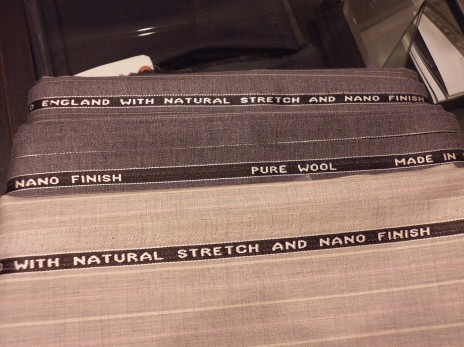 ENGLAND WITH NATURAL STRETCH AND NANO FINISH
NANO FINISH PURE WOOL MADE IN
WITH NATURAL STRETCH AND NANO FINISH